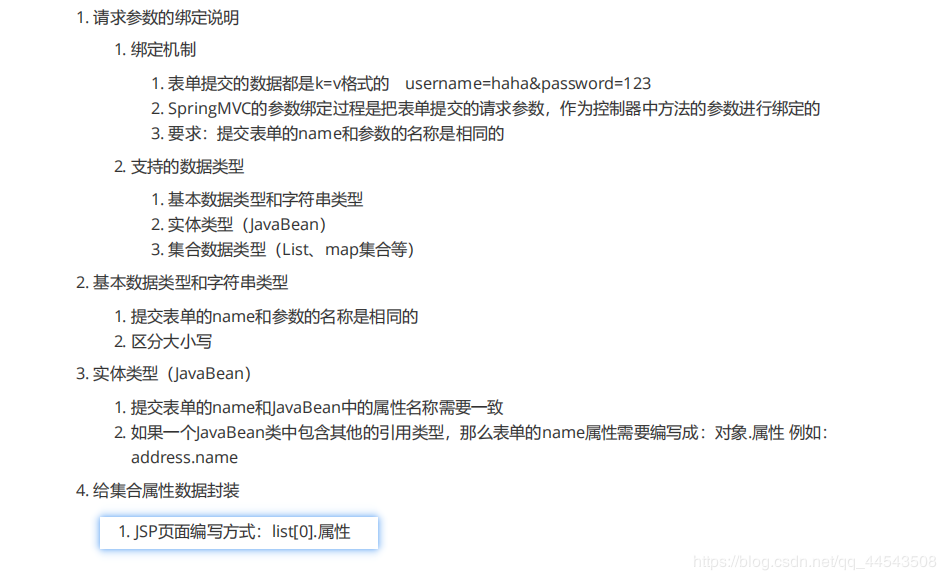 1. 请求参数的绑定说明
1. 绑定机制
1. 表单提交的数据都是k=v格式的 username=haha&password=123
2. SpringMVC的参数绑定过程是把表单提交的请求参数，作为控制器中方法的参数进行绑定的
3. 要求：提交表单的name和参数的名称是相同的
2. 支持的数据类型
1. 基本数据类型和字符串类型
2. 实体类型（JavaBean）
3. 集合数据类型（List、map集合等）
2. 基本数据类型和字符串类型
1. 提交表单的name和参数的名称是相同的
2. 区分大小写
3. 实体类型（JavaBean）
1. 提交表单的name和JavaBean中的属性名称需要一致
2. 如果一个JavaBean类中包含其他的引用类型，那么表单的name属性需要编写成：对象.属性 例如：
address.name
4. 给集合属性数据封装
1. JSP页面编写方式：list[0].属性
https://blog.csdn.net/qq_44543508